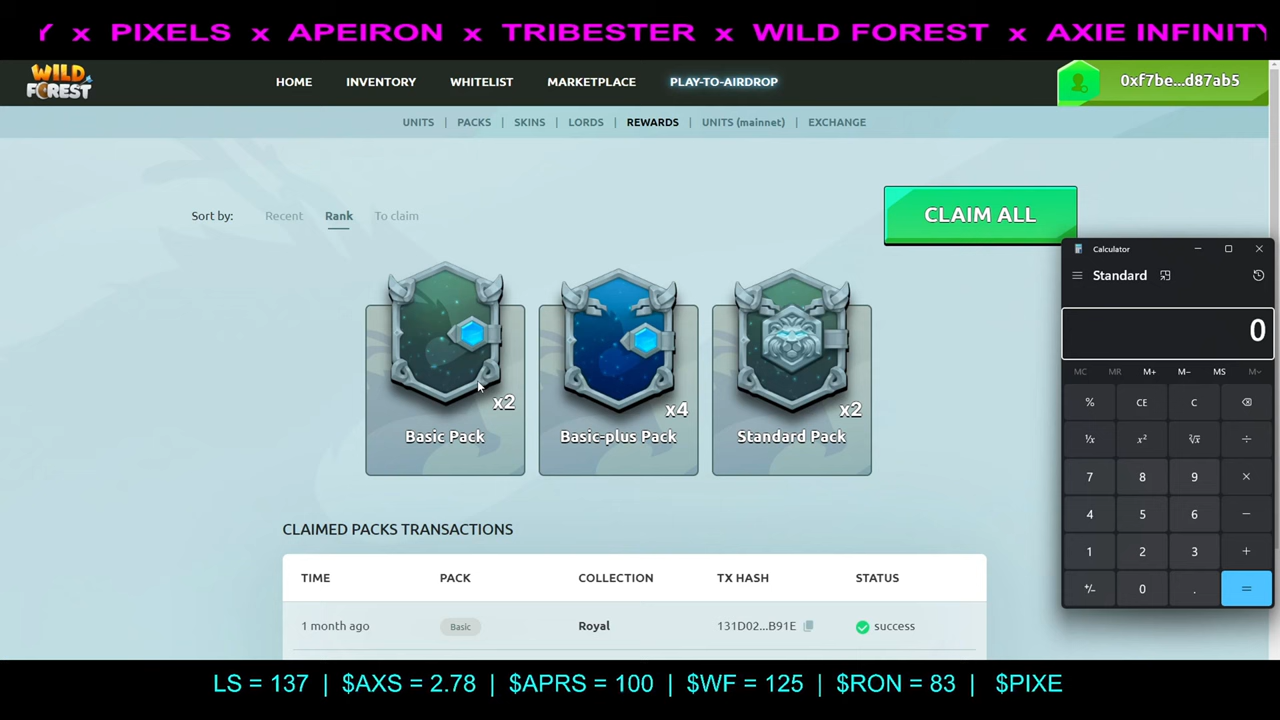 Y x PIXELS x APEIRON x TRIBESTER x WILD FOREST x AXIE INFINITY
WILD FOREST
HOME INVENTORY WHITELIST MARKETPLACE PLAY-TO-AIRDROP
0xf7be...d87ab5
UNITS | PACKS | SKINS | LORDS | REWARDS | UNITS (mainnet) | EXCHANGE
Sort by: Recent Rank To claim
CLAIM ALL
x2 x4 x2
Basic Pack Basic-plus Pack Standard Pack
CLAIMED PACKS TRANSACTIONS
TIME PACK COLLECTION TX HASH STATUS
1 month ago Basic Royal 131D02...B91E success
Calculator
Standard
0
MC MR M+ M− MS M˅
% CE C
¹/x x² ²√x ÷
7 8 9 ×
4 5 6 −
1 2 3 +
+/− 0 . =
LS = 137 | $AXS = 2.78 | $APRS = 100 | $WF = 125 | $RON = 83 | $PIXE